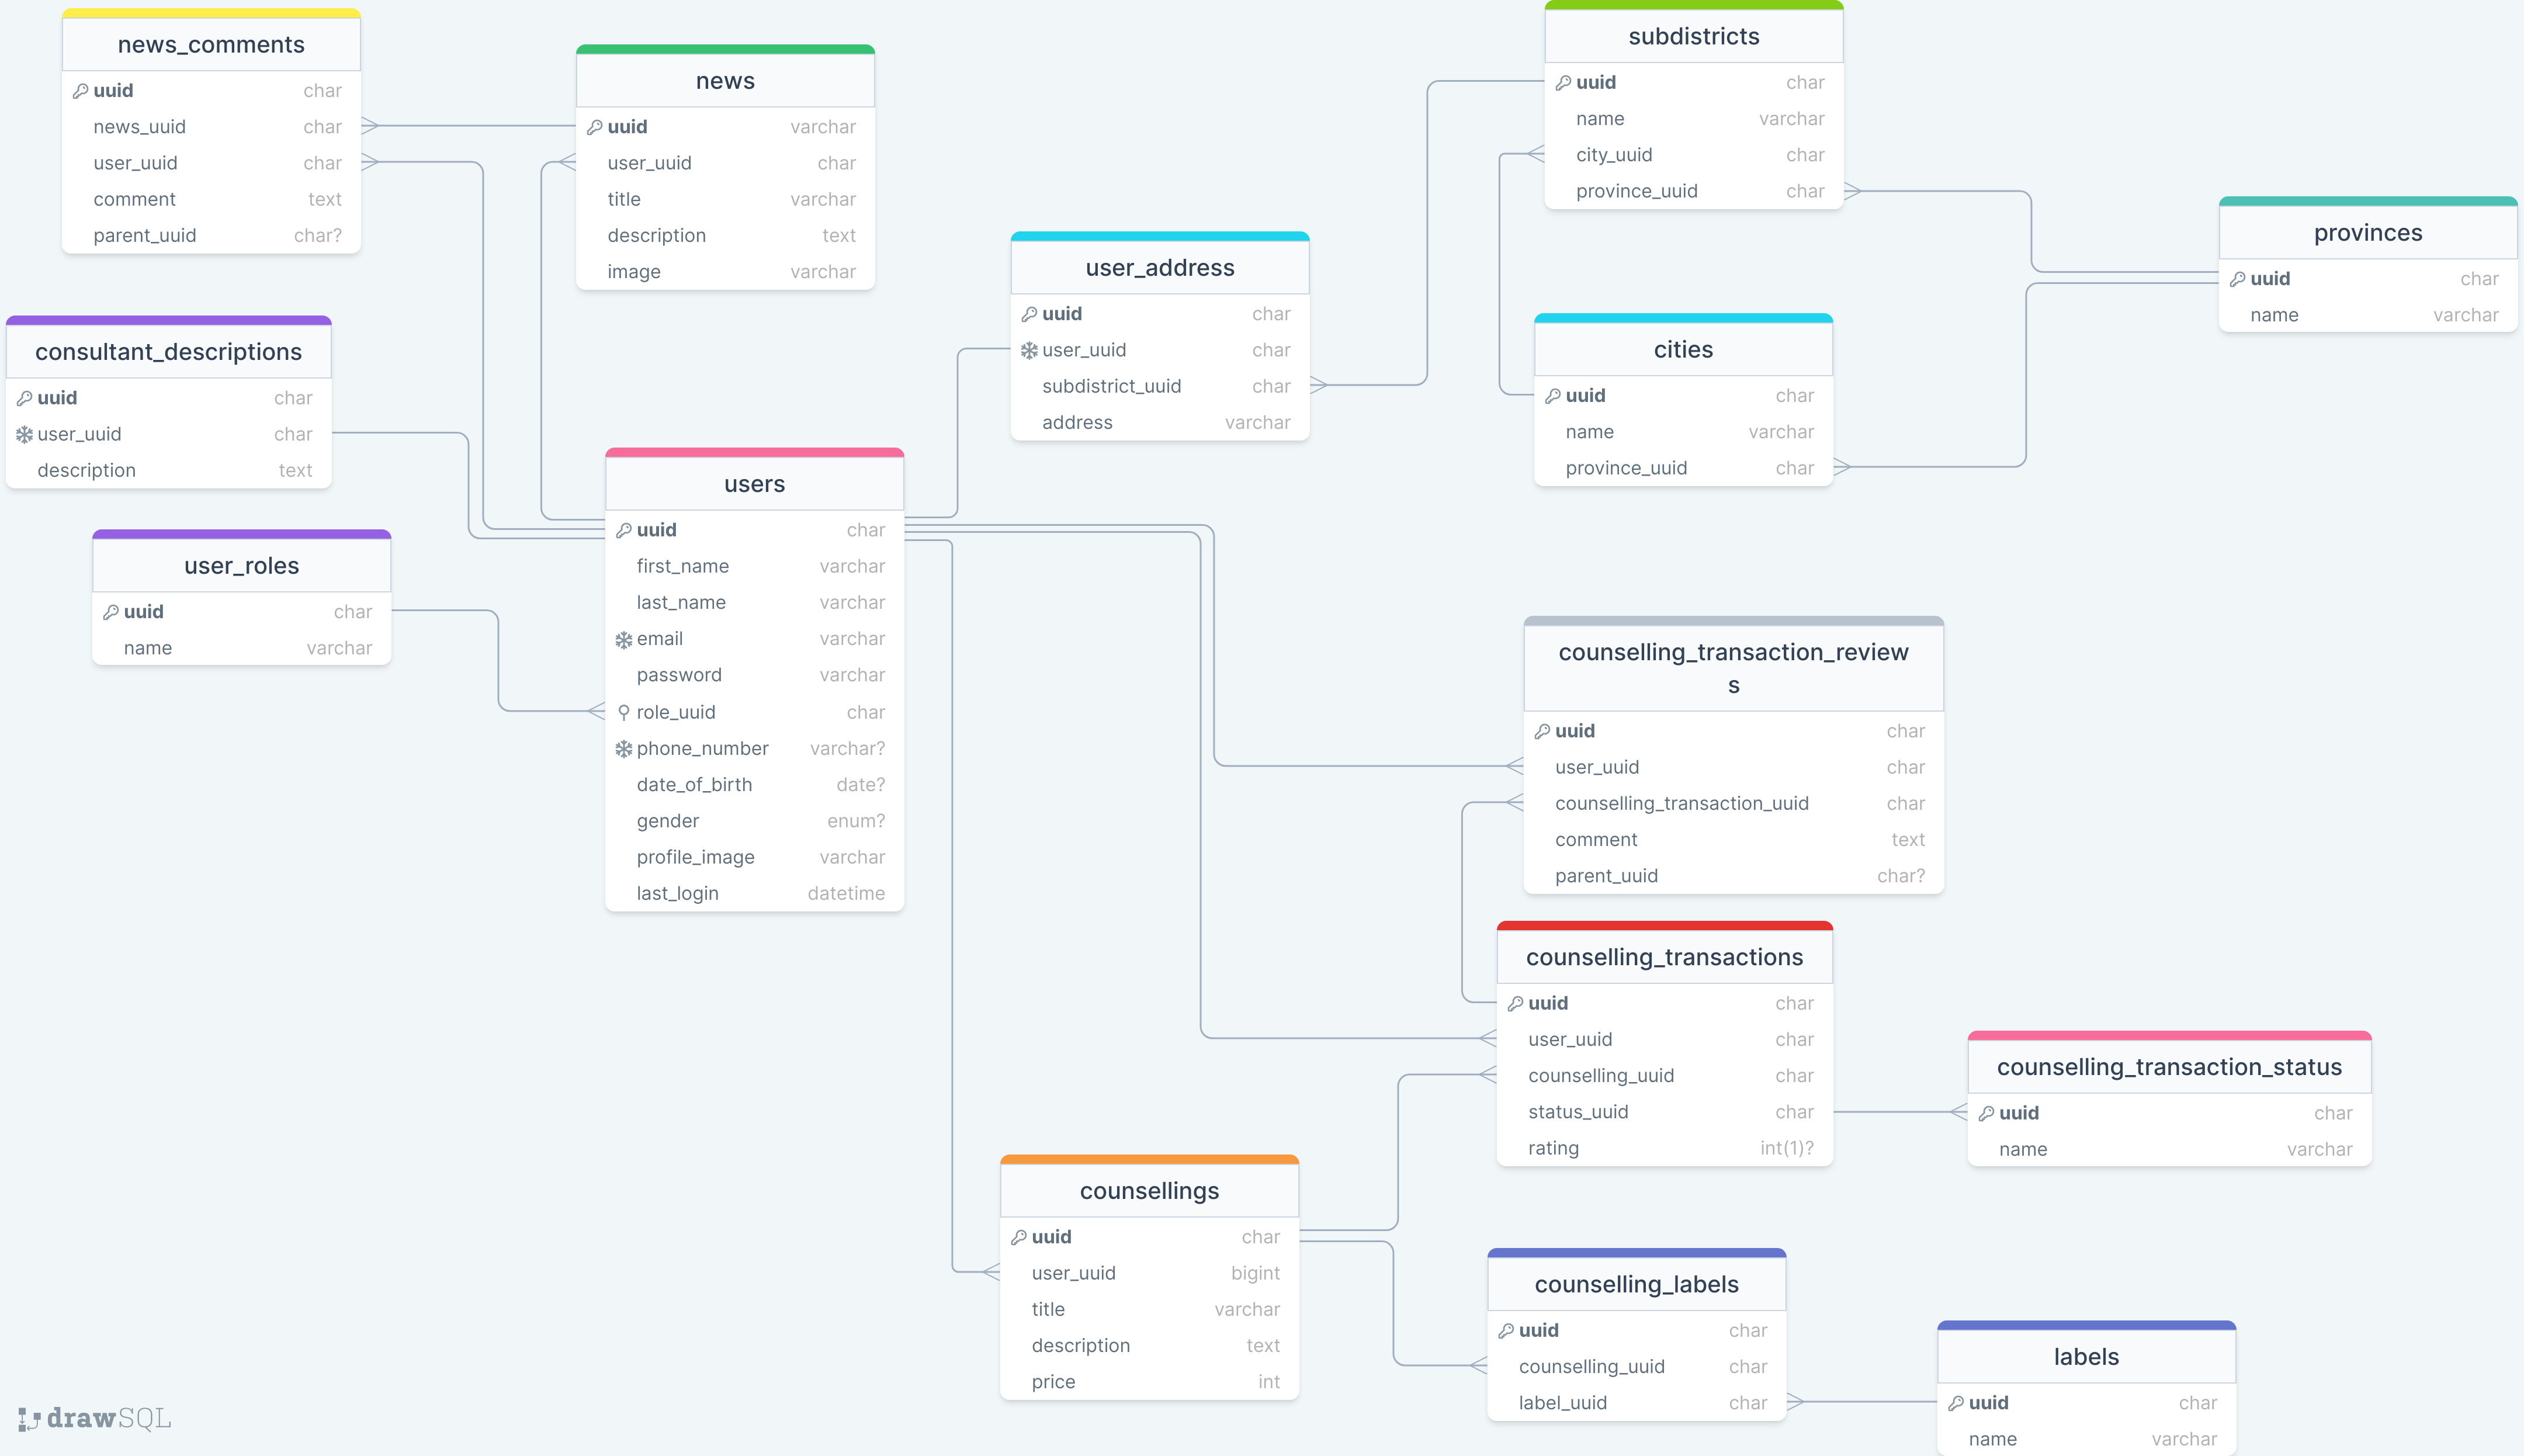 news_comments
uuid char
news_uuid char
user_uuid char
comment text
parent_uuid char?
news
uuid varchar
user_uuid char
title varchar
description text
image varchar
subdistricts
uuid char
name varchar
city_uuid char
province_uuid char
provinces
uuid char
name varchar
user_address
uuid char
user_uuid char
subdistrict_uuid char
address varchar
cities
uuid char
name varchar
province_uuid char
consultant_descriptions
uuid char
user_uuid char
description text
user_roles
uuid char
name varchar
users
uuid char
first_name varchar
last_name varchar
email varchar
password varchar
role_uuid char
phone_number varchar?
date_of_birth date?
gender enum?
profile_image varchar
last_login datetime
counselling_transaction_review
s
uuid char
user_uuid char
counselling_transaction_uuid char
comment text
parent_uuid char?
counselling_transactions
uuid char
user_uuid char
counselling_uuid char
status_uuid char
rating int(1)?
counselling_transaction_status
uuid char
name varchar
counsellings
uuid char
user_uuid bigint
title varchar
description text
price int
counselling_labels
uuid char
counselling_uuid char
label_uuid char
labels
uuid char
name varchar
drawSQL